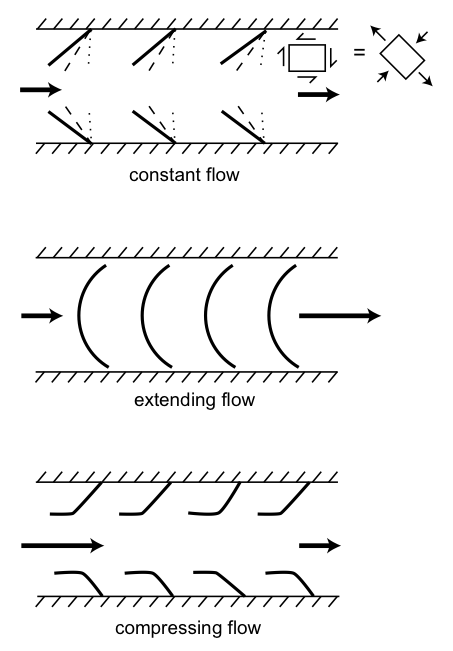 =
constant flow
extending flow
compressing flow